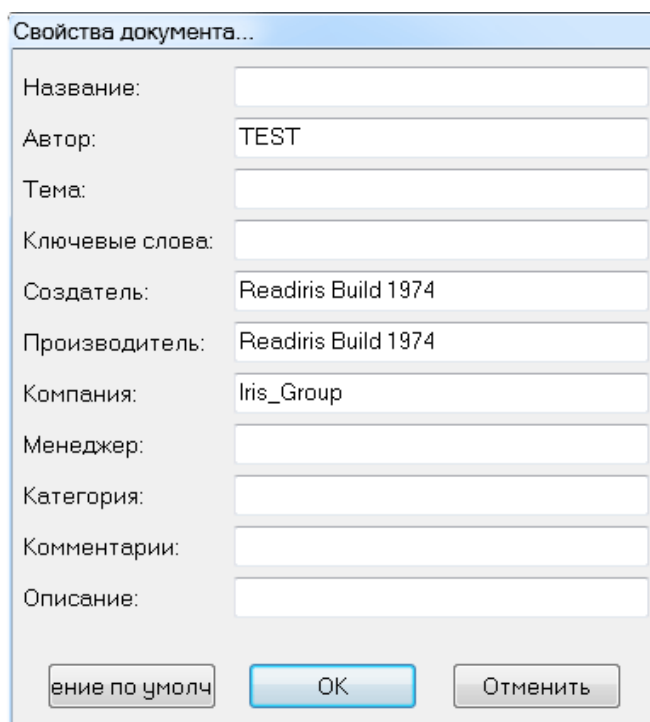 Свойства документа...
Название:
Автор: TEST
Тема:
Ключевые слова:
Создатель: Readiris Build 1974
Производитель: Readiris Build 1974
Компания: Iris_Group
Менеджер:
Категория:
Комментарии:
Описание:
ение по умолч OK Отменить